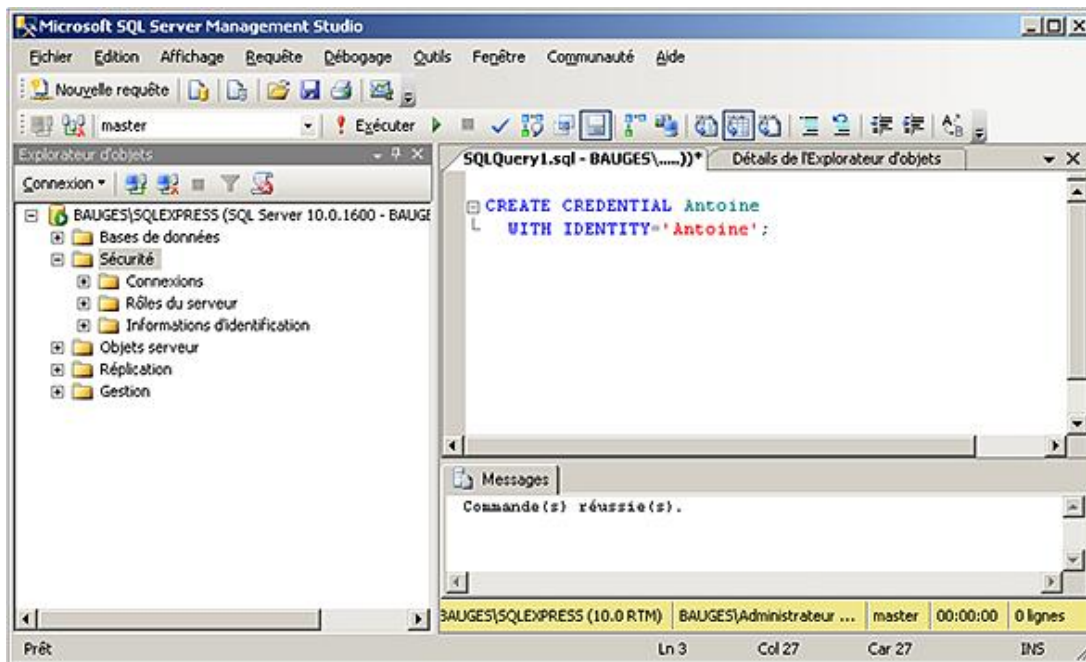 Microsoft SQL Server Management Studio
Fichier Edition Affichage Requête Débogage Outils Fenêtre Communauté Aide
Nouvelle requête
master Exécuter
Explorateur d'objets
Connexion
BAUGES\SQLEXPRESS (SQL Server 10.0.1600 - BAUGE
Bases de données
Sécurité
Connexions
Rôles du serveur
Informations d'identification
Objets serveur
Réplication
Gestion
SQLQuery1.sql - BAUGES\.....))* Détails de l'Explorateur d'objets
CREATE CREDENTIAL Antoine
WITH IDENTITY='Antoine';
Messages
Commande(s) réussie(s).
BAUGES\SQLEXPRESS (10.0 RTM) BAUGES\Administrateur ... master 00:00:00 0 lignes
Prêt Ln 3 Col 27 Car 27 INS